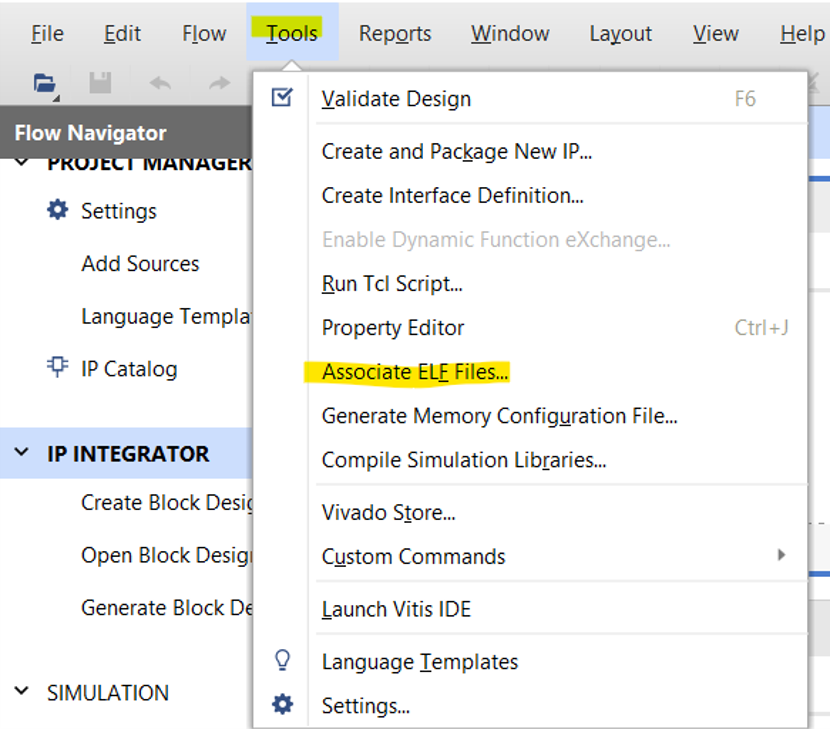 File Edit Flow Tools Reports Window Layout View Help
Flow Navigator
PROJECT MANAGER
Settings
Add Sources
Language Templa
IP Catalog
IP INTEGRATOR
Create Block Desig
Open Block Design
Generate Block De
SIMULATION
Validate Design F6
Create and Package New IP...
Create Interface Definition...
Enable Dynamic Function eXchange...
Run Tcl Script...
Property Editor Ctrl+J
Associate ELF Files...
Generate Memory Configuration File...
Compile Simulation Libraries...
Vivado Store...
Custom Commands
Launch Vitis IDE
Language Templates
Settings...